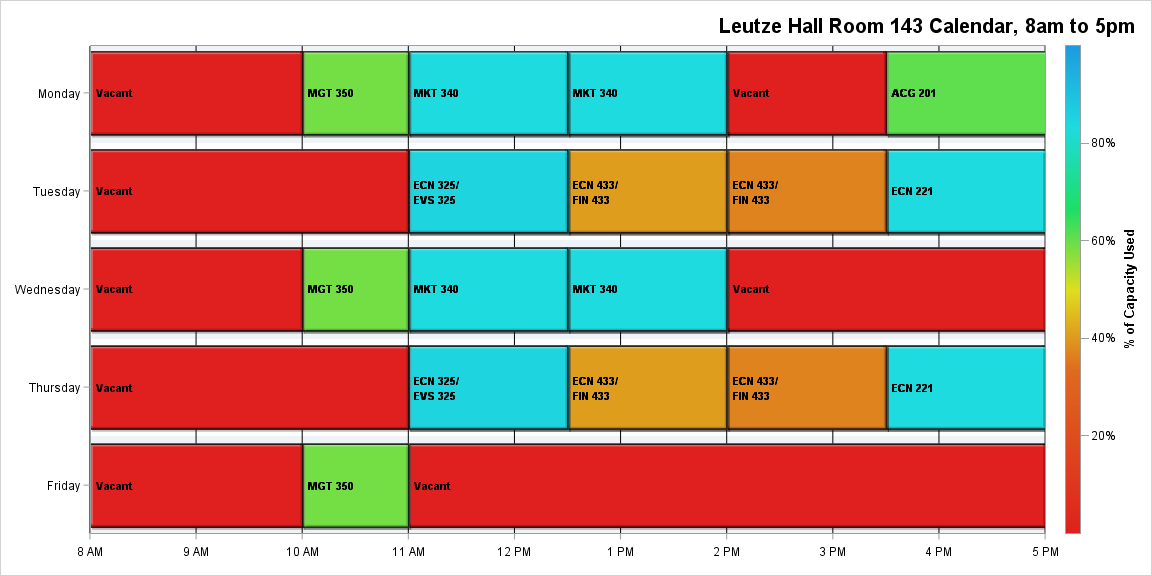 Leutze Hall Room 143 Calendar, 8am to 5pm
Monday
Vacant
MGT 350
MKT 340
MKT 340
Vacant
ACG 201
Tuesday
Vacant
ECN 325/
EVS 325
ECN 433/
FIN 433
ECN 433/
FIN 433
ECN 221
Wednesday
Vacant
MGT 350
MKT 340
MKT 340
Vacant
Thursday
Vacant
ECN 325/
EVS 325
ECN 433/
FIN 433
ECN 433/
FIN 433
ECN 221
Friday
Vacant
MGT 350
Vacant
8 AM
9 AM
10 AM
11 AM
12 PM
1 PM
2 PM
3 PM
4 PM
5 PM
80%
60%
40%
20%
% of Capacity Used